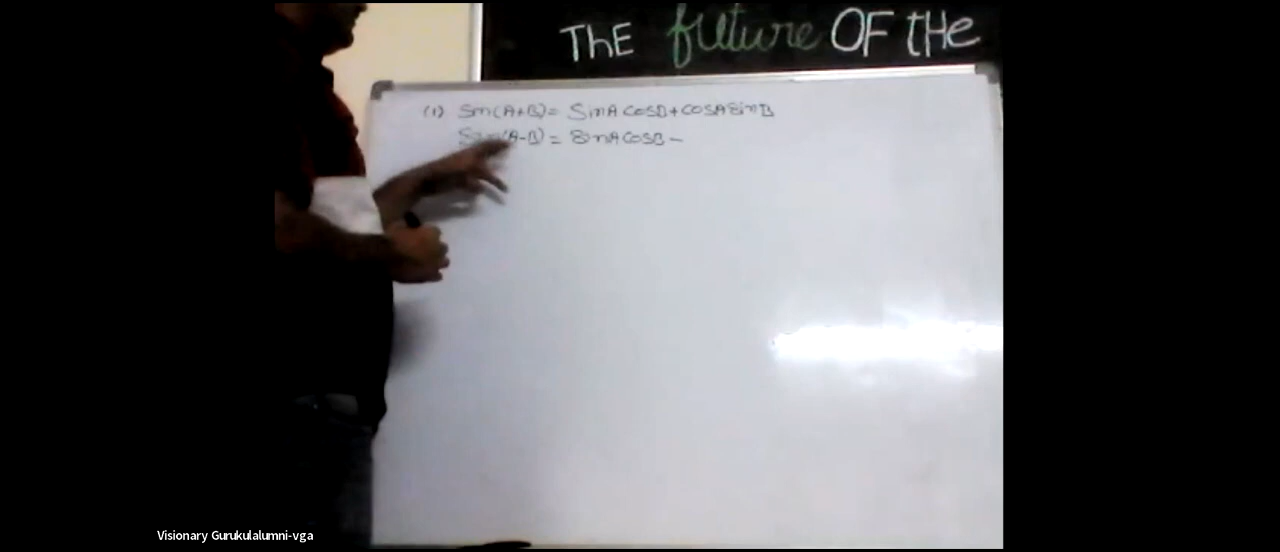 THE future OF tHe
(1) Sin(A+B)= SinA CosB+CosA SinB
Sin(A-B)= SinA CosB -
Visionary Gurukulalumni-vga